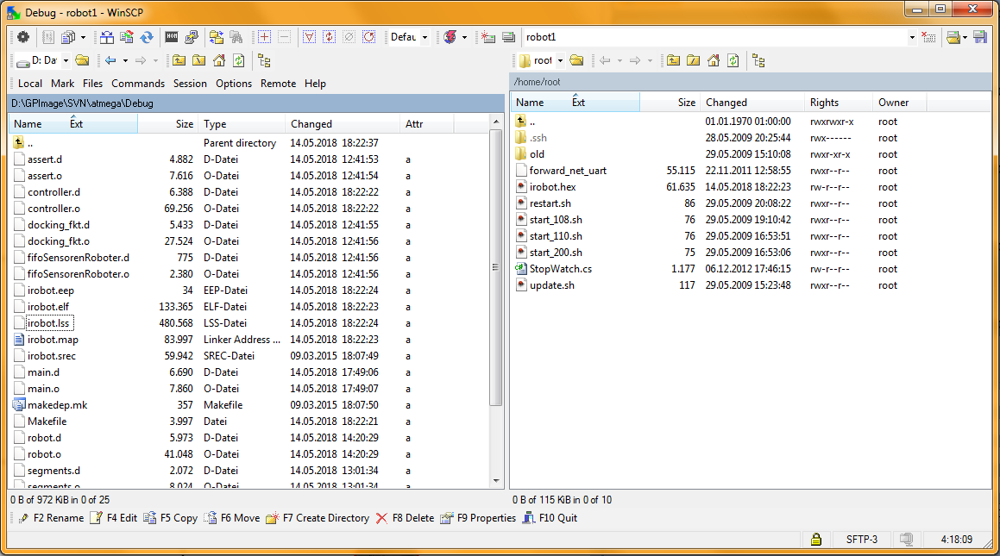 Debug - robot1 - WinSCP
Defau
robot1
D: Da
root
Local Mark Files Commands Session Options Remote Help
D:\GPImage\SVN\atmega\Debug
Name Ext Size Type Changed Attr
.. Parent directory 14.05.2018 18:22:37
assert.d 4.882 D-Datei 14.05.2018 12:41:53 a
assert.o 7.616 O-Datei 14.05.2018 12:41:54 a
controller.d 6.388 D-Datei 14.05.2018 18:22:22 a
controller.o 69.256 O-Datei 14.05.2018 18:22:22 a
docking_fkt.d 5.433 D-Datei 14.05.2018 12:41:55 a
docking_fkt.o 27.524 O-Datei 14.05.2018 12:41:56 a
fifoSensorenRoboter.d 775 D-Datei 14.05.2018 12:41:56 a
fifoSensorenRoboter.o 2.380 O-Datei 14.05.2018 12:41:56 a
irobot.eep 34 EEP-Datei 14.05.2018 18:22:24 a
irobot.elf 133.365 ELF-Datei 14.05.2018 18:22:23 a
irobot.lss 480.568 LSS-Datei 14.05.2018 18:22:24 a
irobot.map 83.997 Linker Address ... 14.05.2018 18:22:23 a
irobot.srec 59.942 SREC-Datei 09.03.2015 18:07:49 a
main.d 6.690 D-Datei 14.05.2018 17:49:06 a
main.o 7.860 O-Datei 14.05.2018 17:49:07 a
makedep.mk 357 Makefile 09.03.2015 18:07:50 a
Makefile 3.997 Datei 14.05.2018 18:22:21 a
robot.d 5.973 D-Datei 14.05.2018 14:20:29 a
robot.o 41.048 O-Datei 14.05.2018 14:20:29 a
segments.d 2.072 D-Datei 14.05.2018 13:01:34 a
segments.o 8.024 O-Datei 14.05.2018 13:01:34 a
0 B of 972 KiB in 0 of 25
/home/root
Name Ext Size Changed Rights Owner
.. 01.01.1970 01:00:00 rwxrwxr-x root
.ssh 28.05.2009 20:25:44 rwx------ root
old 29.05.2009 15:10:08 rwxr-xr-x root
forward_net_uart 55.115 22.11.2011 12:58:55 rwxr--r-- root
irobot.hex 61.635 14.05.2018 18:22:23 rw-r--r-- root
restart.sh 86 29.05.2009 20:08:22 rwxr--r-- root
start_108.sh 76 29.05.2009 19:10:42 rwxr--r-- root
start_110.sh 76 29.05.2009 16:53:51 rwxr--r-- root
start_200.sh 75 29.05.2009 16:53:06 rwxr--r-- root
StopWatch.cs 1.177 06.12.2012 17:46:15 rw-r--r-- root
update.sh 117 29.05.2009 15:23:48 rwxr--r-- root
0 B of 115 KiB in 0 of 10
F2 Rename F4 Edit F5 Copy F6 Move F7 Create Directory F8 Delete F9 Properties F10 Quit
SFTP-3 4:18:09